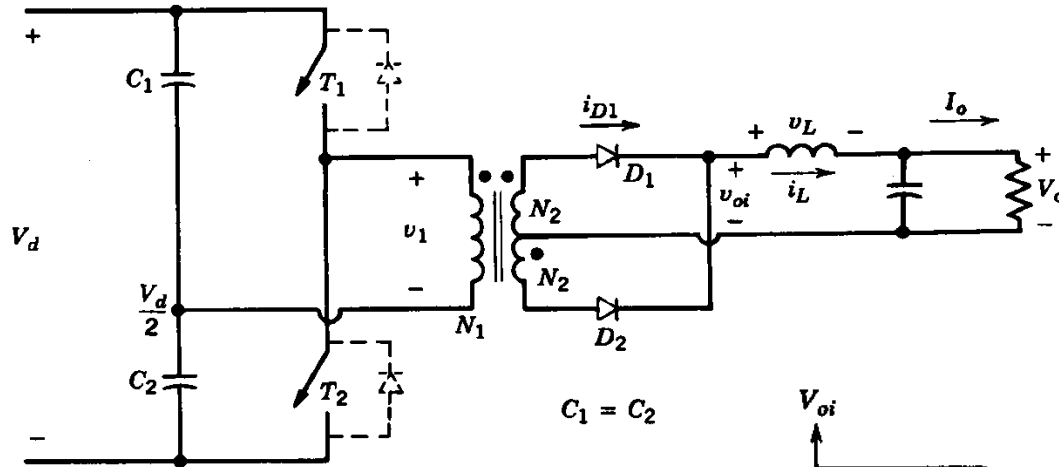 +
C₁
T₁
i_D1
+ v_L −
I_o
D₁
+
v_oi
−
i_L
+
V_o
−
+
v₁
−
N₂
N₂
V_d
V_d/2
N₁
D₂
C₂
T₂
C₁ = C₂
V_oi
−